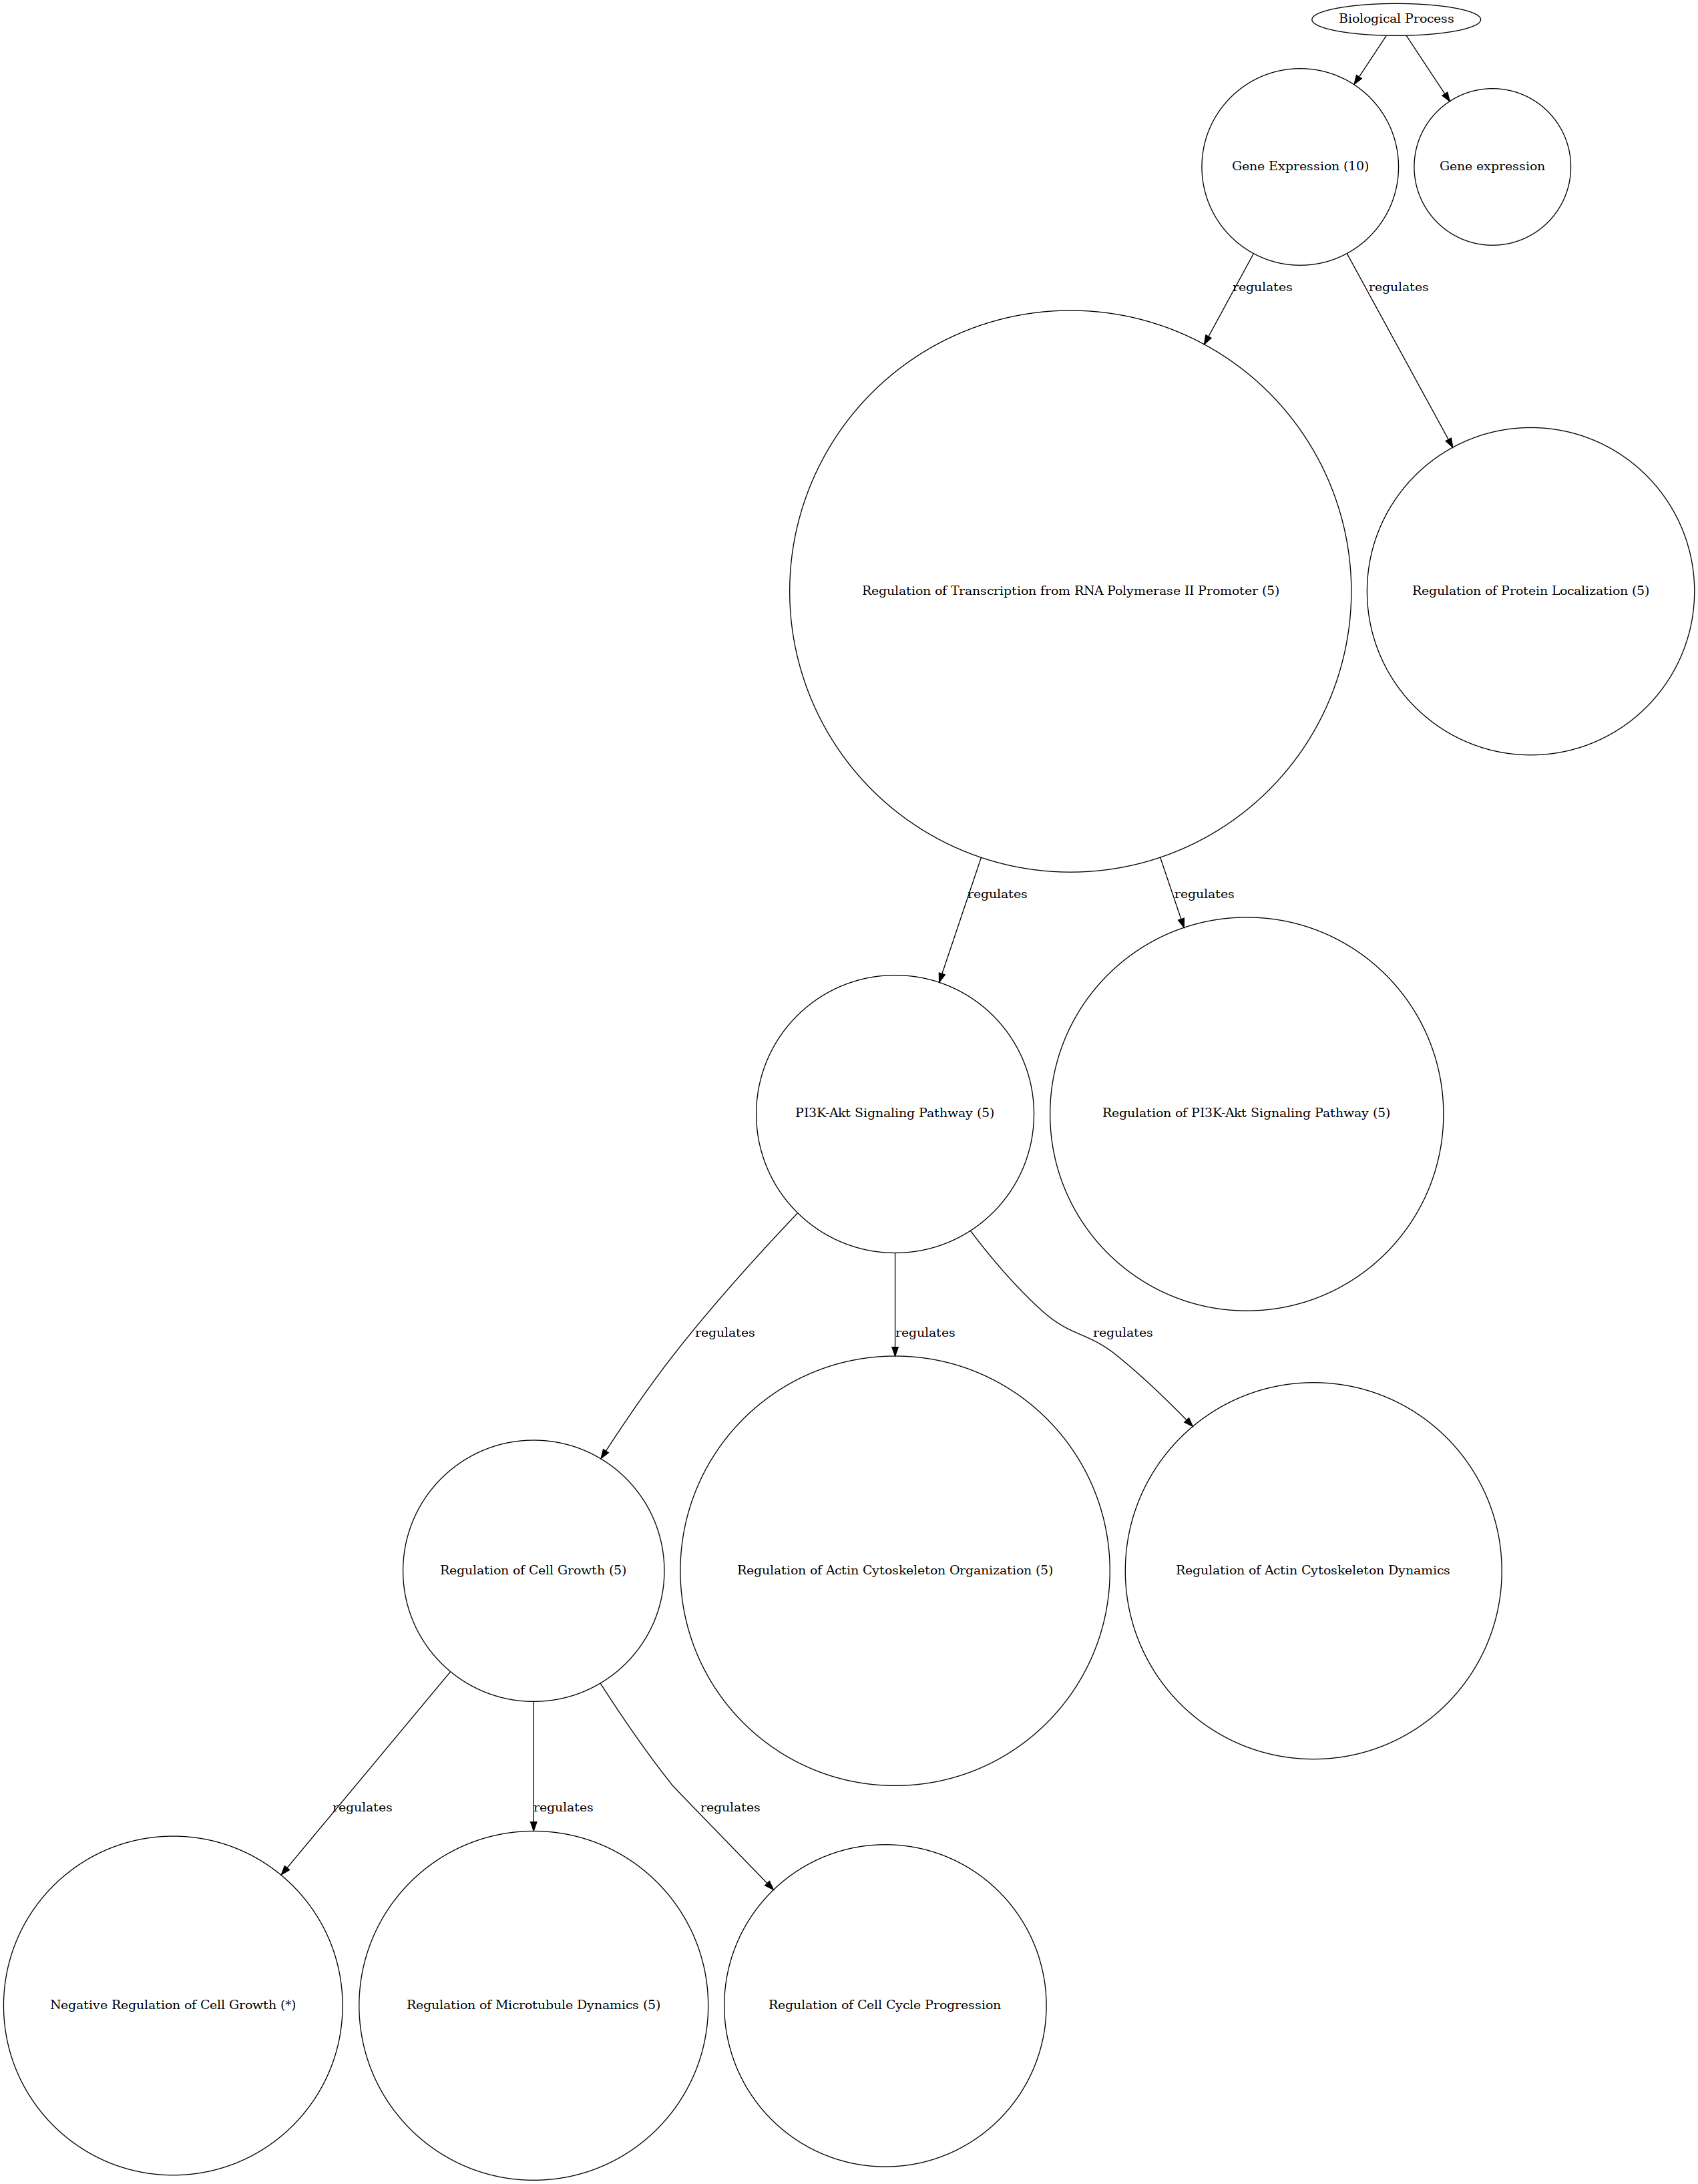 Biological Process
Gene Expression (10)
Gene expression
regulates
regulates
Regulation of Transcription from RNA Polymerase II Promoter (5)
Regulation of Protein Localization (5)
regulates
regulates
PI3K-Akt Signaling Pathway (5)
Regulation of PI3K-Akt Signaling Pathway (5)
regulates
regulates
regulates
Regulation of Cell Growth (5)
Regulation of Actin Cytoskeleton Organization (5)
Regulation of Actin Cytoskeleton Dynamics
regulates
regulates
regulates
Negative Regulation of Cell Growth (*)
Regulation of Microtubule Dynamics (5)
Regulation of Cell Cycle Progression